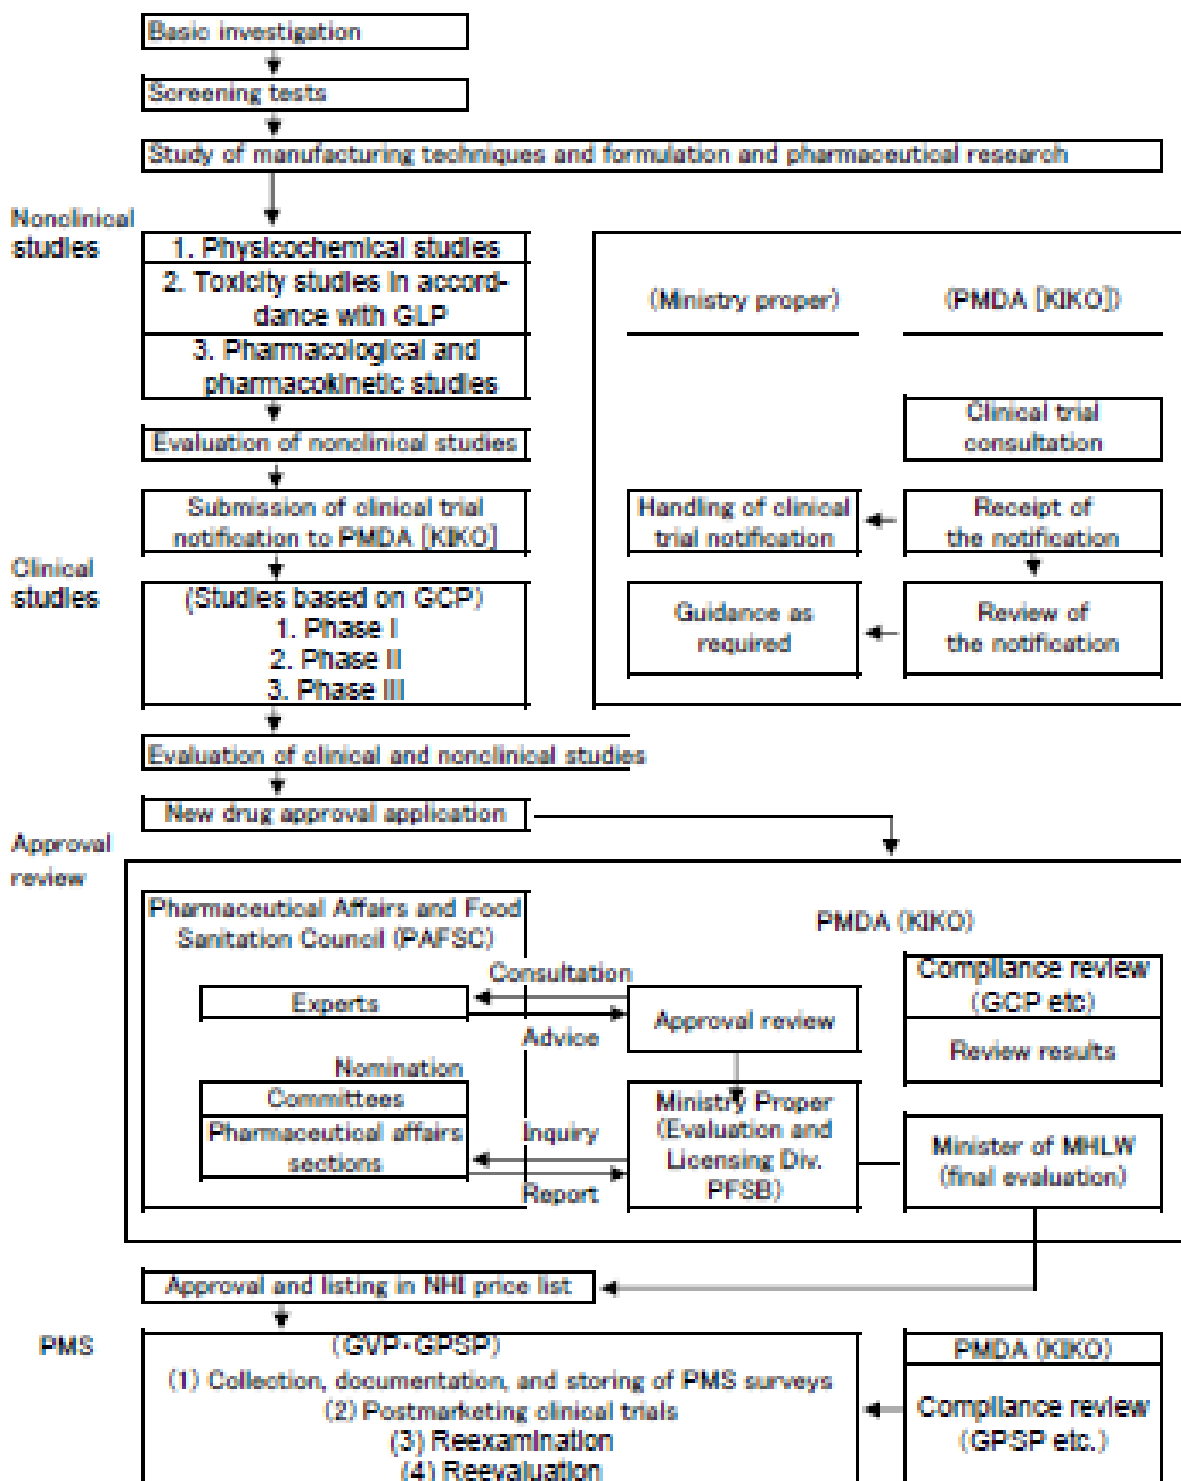 Basic investigation
Screening tests
Study of manufacturing techniques and formulation and pharmaceutical research
Nonclinical
studies
1. Physicochemical studies
2. Toxicity studies in accor-
dance with GLP
3. Pharmacological and
pharmacokinetic studies
Evaluation of nonclinical studies
Submission of clinical trial
notification to PMDA [KIKO]
(Ministry proper)
(PMDA [KIKO])
Clinical trial
consultation
Handling of clinical
trial notification
Receipt of
the notification
Guidance as
required
Review of
the notification
Clinical
studies
(Studies based on GCP)
1. Phase I
2. Phase II
3. Phase III
Evaluation of clinical and nonclinical studies
New drug approval application
Approval
review
Pharmaceutical Affairs and Food
Sanitation Council (PAFSC)
PMDA (KIKO)
Consultation
Experts
Advice
Approval review
Compliance review
(GCP etc)
Review results
Nomination
Committees
Pharmaceutical affairs
sections
Inquiry
Report
Ministry Proper
(Evaluation and
Licensing Div.
PFSB)
Minister of MHLW
(final evaluation)
Approval and listing in NHI price list
PMS
(GVP・GPSP)
(1) Collection, documentation, and storing of PMS surveys
(2) Postmarketing clinical trials
(3) Reexamination
(4) Reevaluation
PMDA (KIKO)
Compliance review
(GPSP etc.)